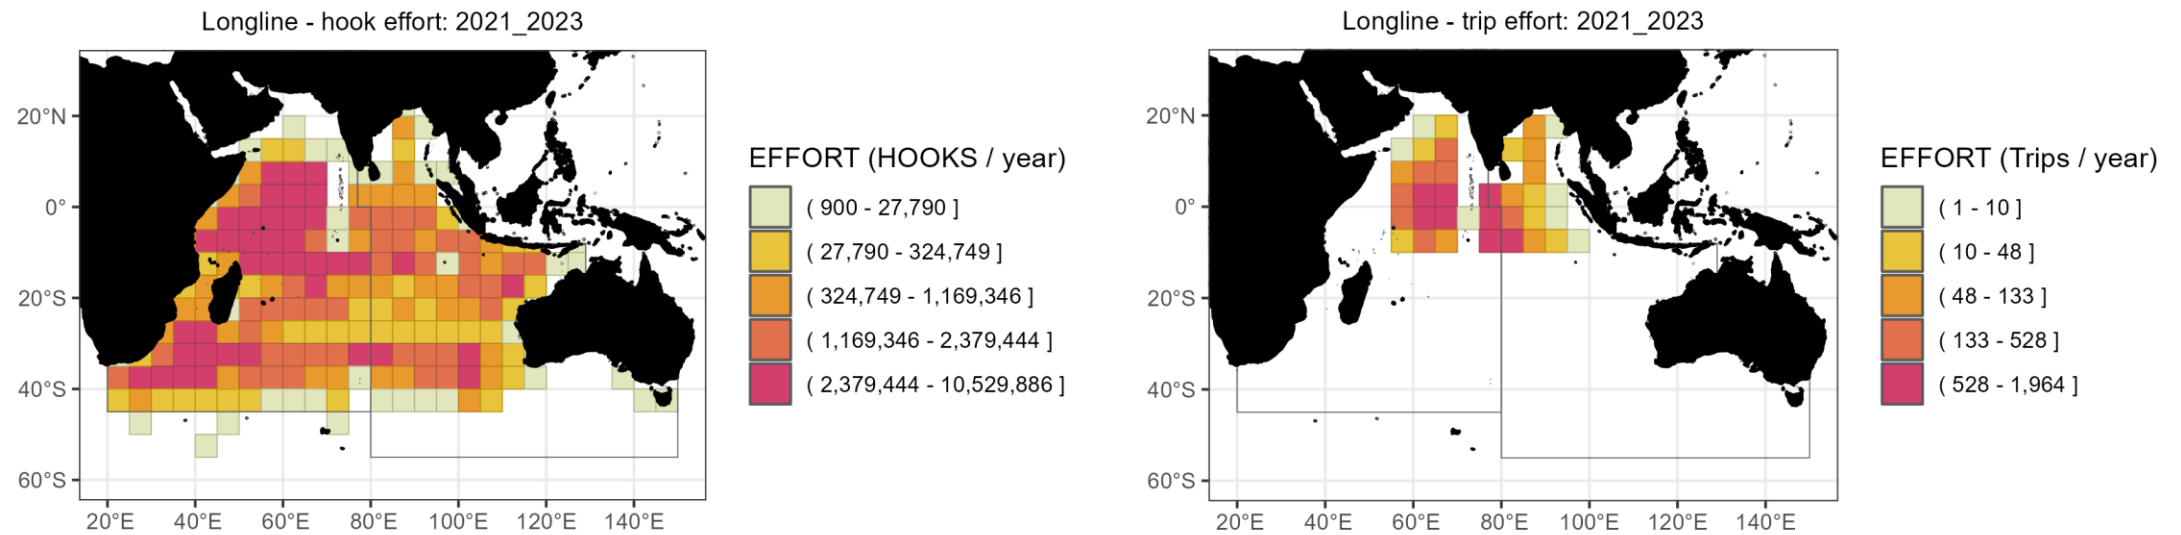 Longline - hook effort: 2021_2023
20°N
0°
20°S
40°S
60°S
20°E 40°E 60°E 80°E 100°E 120°E 140°E
EFFORT (HOOKS / year)
( 900 - 27,790 ]
( 27,790 - 324,749 ]
( 324,749 - 1,169,346 ]
( 1,169,346 - 2,379,444 ]
( 2,379,444 - 10,529,886 ]
Longline - trip effort: 2021_2023
20°N
0°
20°S
40°S
60°S
20°E 40°E 60°E 80°E 100°E 120°E 140°E
EFFORT (Trips / year)
( 1 - 10 ]
( 10 - 48 ]
( 48 - 133 ]
( 133 - 528 ]
( 528 - 1,964 ]